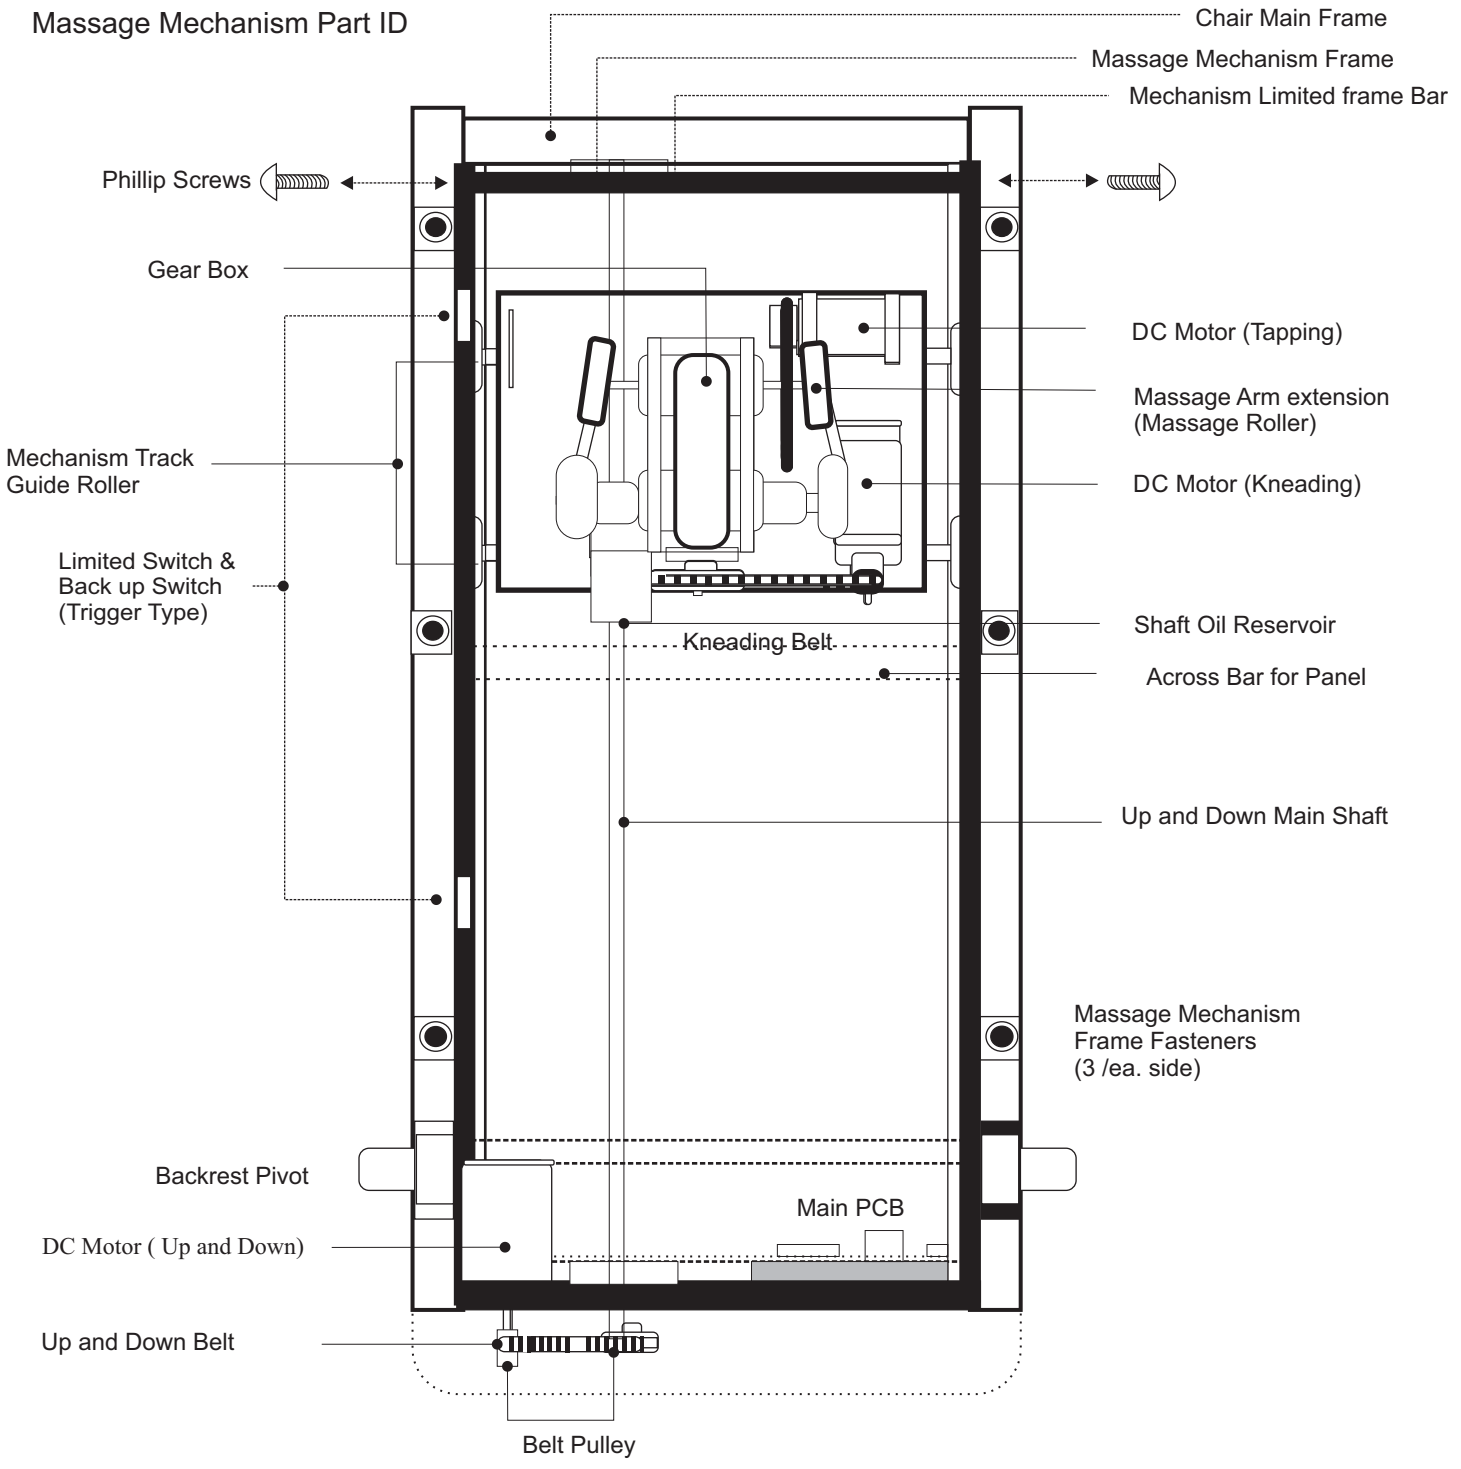 Massage Mechanism Part ID
Chair Main Frame
Massage Mechanism Frame
Mechanism Limited frame Bar
Phillip Screws
Gear Box
DC Motor (Tapping)
Massage Arm extension
(Massage Roller)
Mechanism Track
Guide Roller
DC Motor (Kneading)
Limited Switch &
Back up Switch
(Trigger Type)
Shaft Oil Reservoir
Kneading Belt
Across Bar for Panel
Up and Down Main Shaft
Massage Mechanism
Frame Fasteners
(3 /ea. side)
Backrest Pivot
Main PCB
DC Motor ( Up and Down)
Up and Down Belt
Belt Pulley